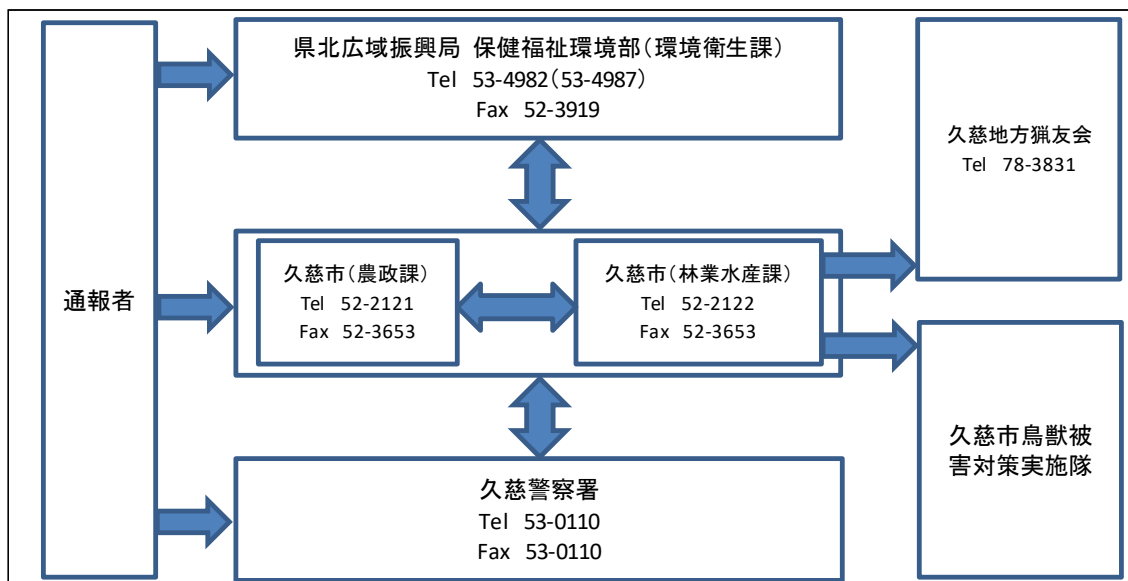 通報者
県北広域振興局 保健福祉環境部(環境衛生課)
Tel 53-4982(53-4987)
Fax 52-3919
久慈市(農政課)
Tel 52-2121
Fax 52-3653
久慈市(林業水産課)
Tel 52-2122
Fax 52-3653
久慈警察署
Tel 53-0110
Fax 53-0110
久慈地方猟友会
Tel 78-3831
久慈市鳥獣被
害対策実施隊